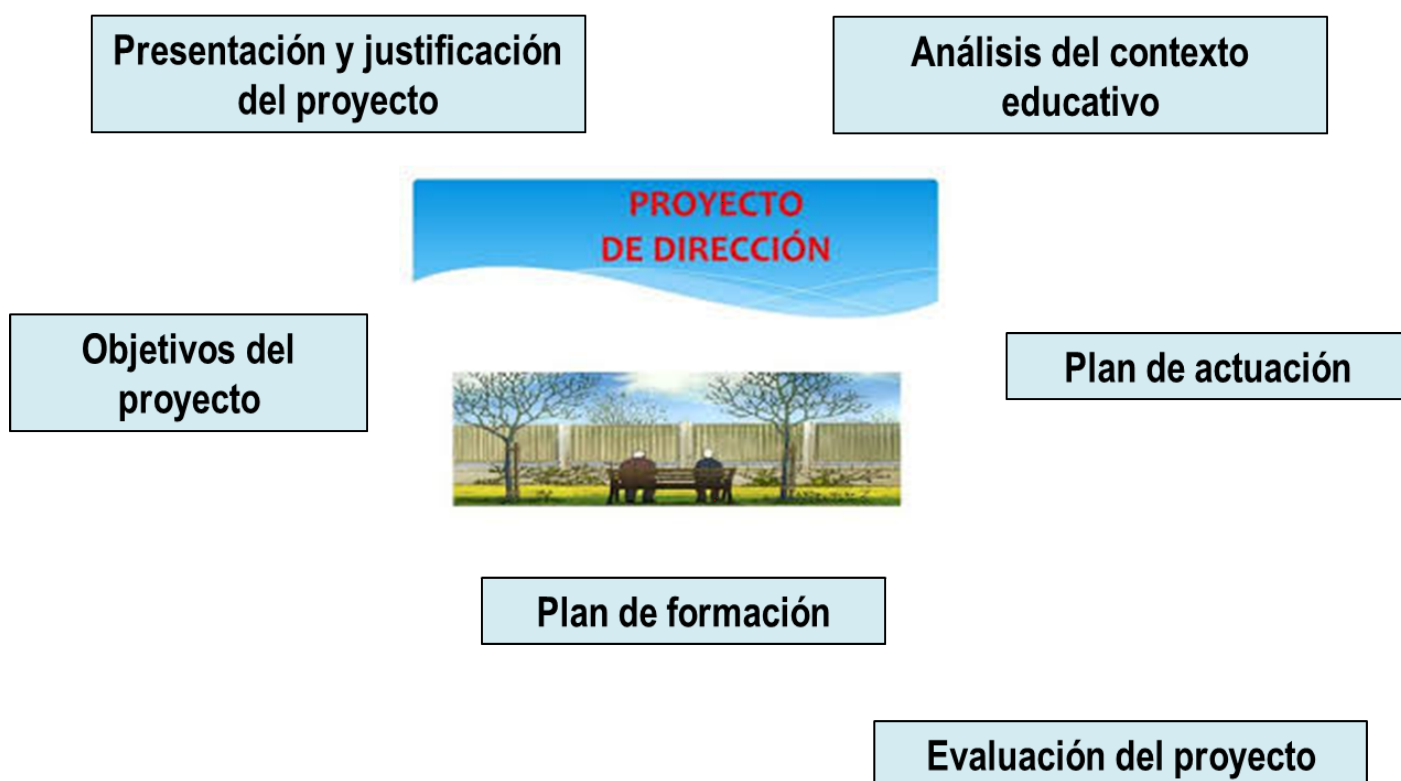 Presentación y justificación
del proyecto
Análisis del contexto
educativo
PROYECTO
DE DIRECCIÓN
Objetivos del
proyecto
Plan de actuación
Plan de formación
Evaluación del proyecto